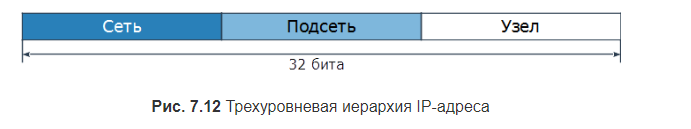 Сеть Подсеть Узел
32 бита
Рис. 7.12 Трехуровневая иерархия IP-адреса